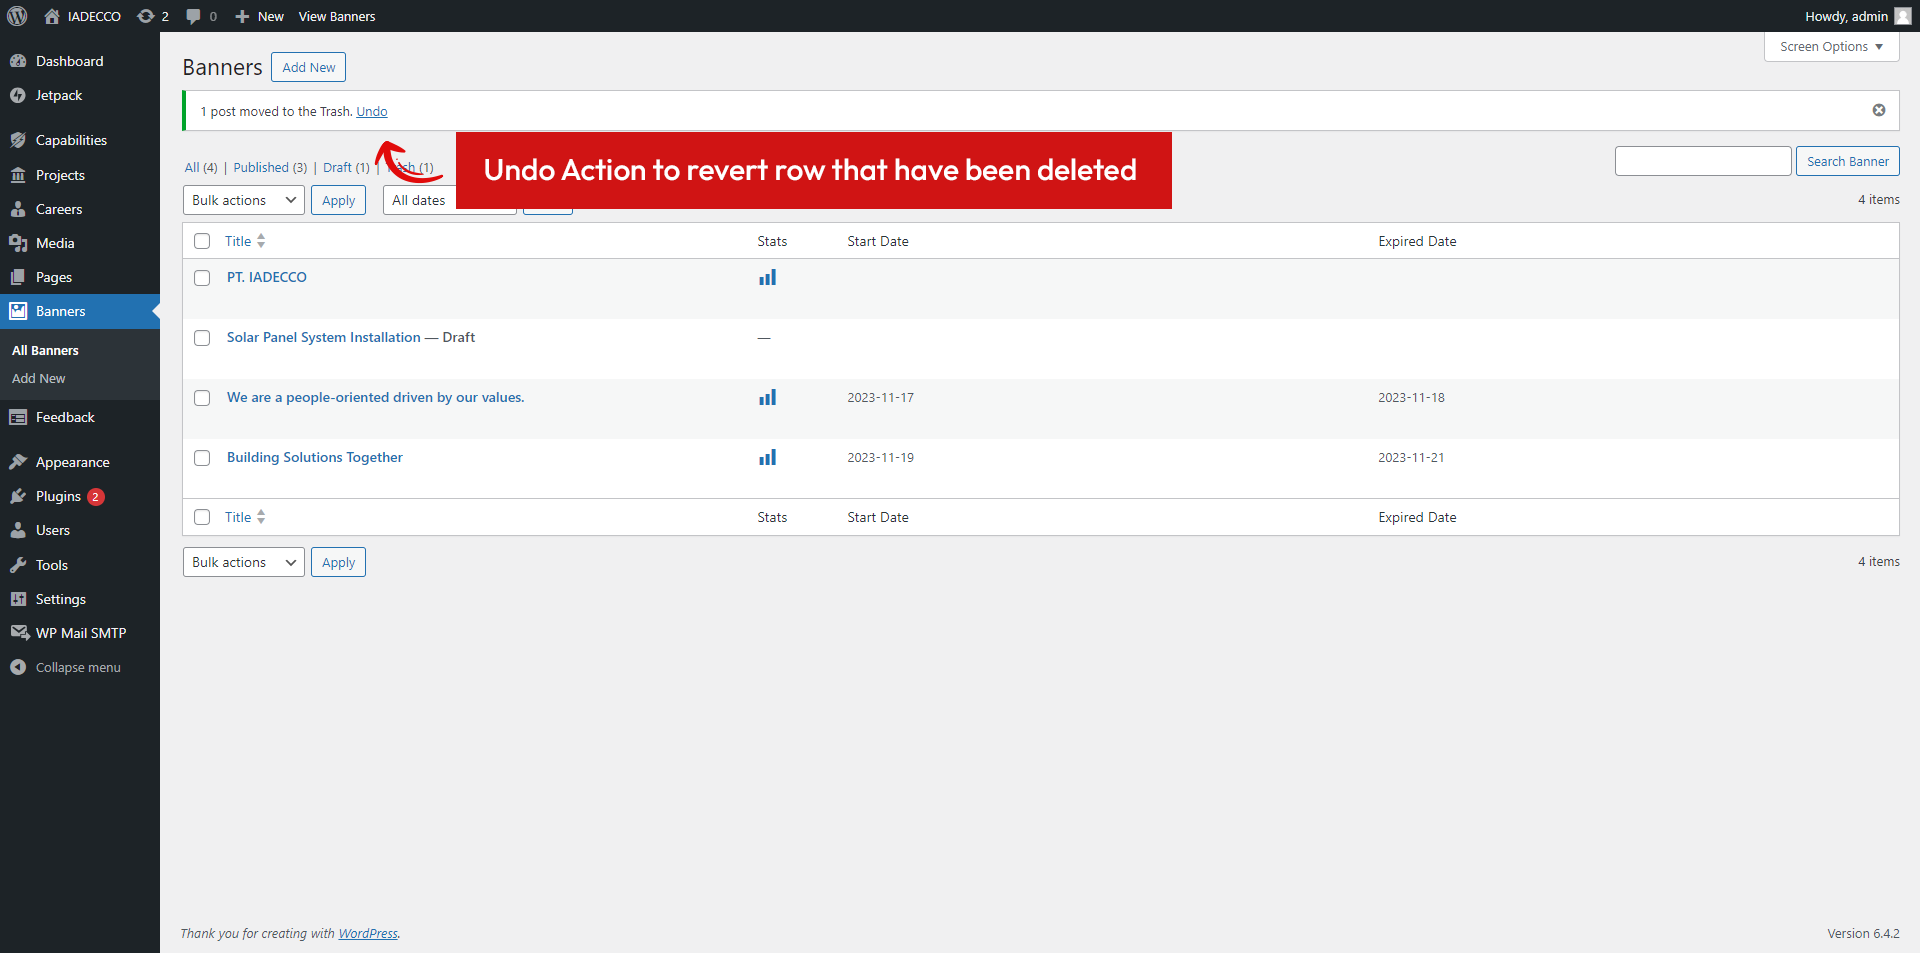 IADECCO 2 0 New View Banners Howdy, admin
Dashboard
Jetpack
Capabilities
Projects
Careers
Media
Pages
Banners
All Banners
Add New
Feedback
Appearance
Plugins 2
Users
Tools
Settings
WP Mail SMTP
Collapse menu
Screen Options
Banners Add New
1 post moved to the Trash. Undo
Undo Action to revert row that have been deleted
All (4) | Published (3) | Draft (1) | (1)
Search Banner
Bulk actions Apply All dates 4 items
Title Stats Start Date Expired Date
PT. IADECCO
Solar Panel System Installation — Draft —
We are a people-oriented driven by our values. 2023-11-17 2023-11-18
Building Solutions Together 2023-11-19 2023-11-21
Title Stats Start Date Expired Date
Bulk actions Apply 4 items
Thank you for creating with WordPress. Version 6.4.2